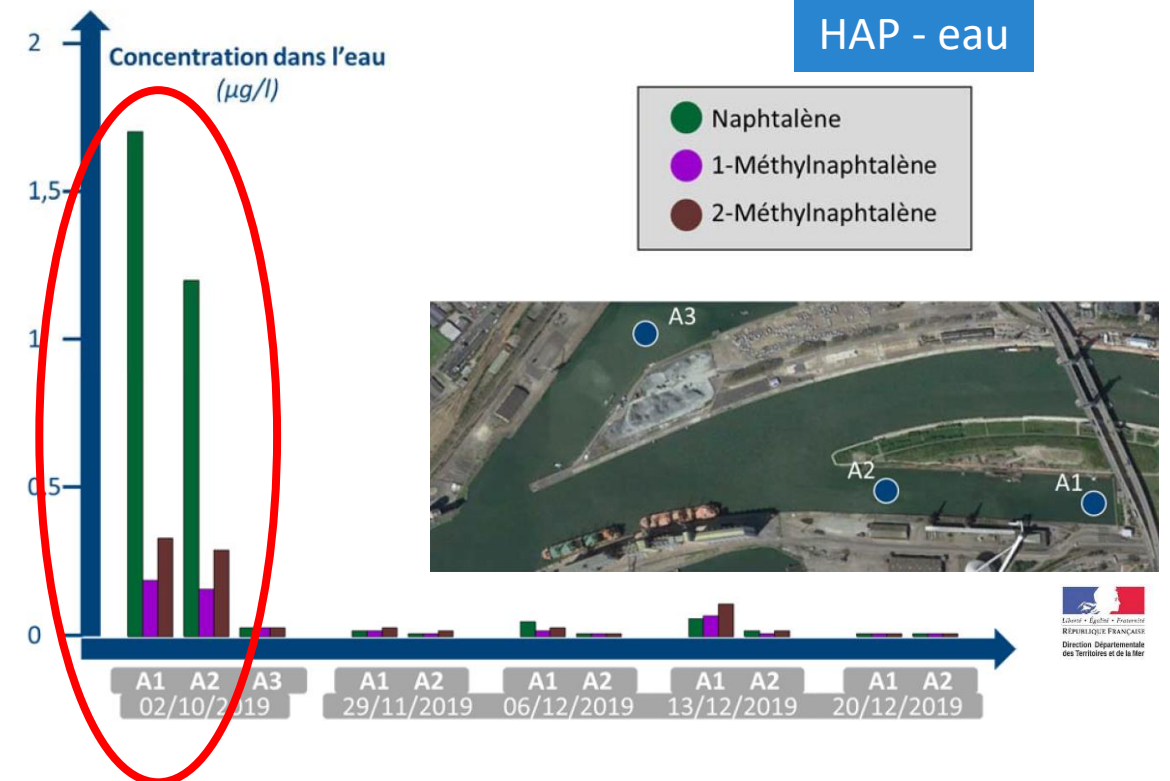 HAP - eau
Concentration dans l'eau
(µg/l)
2
1,5
1
0,5
0
Naphtalène
1-Méthylnaphtalène
2-Méthylnaphtalène
A3
A2
A1
A1 A2 A3
02/10/2019
A1 A2
29/11/2019
A1 A2
06/12/2019
A1 A2
13/12/2019
A1 A2
20/12/2019
Liberté • Égalité • Fraternité
RÉPUBLIQUE FRANÇAISE
Direction Départementale
des Territoires et de la Mer